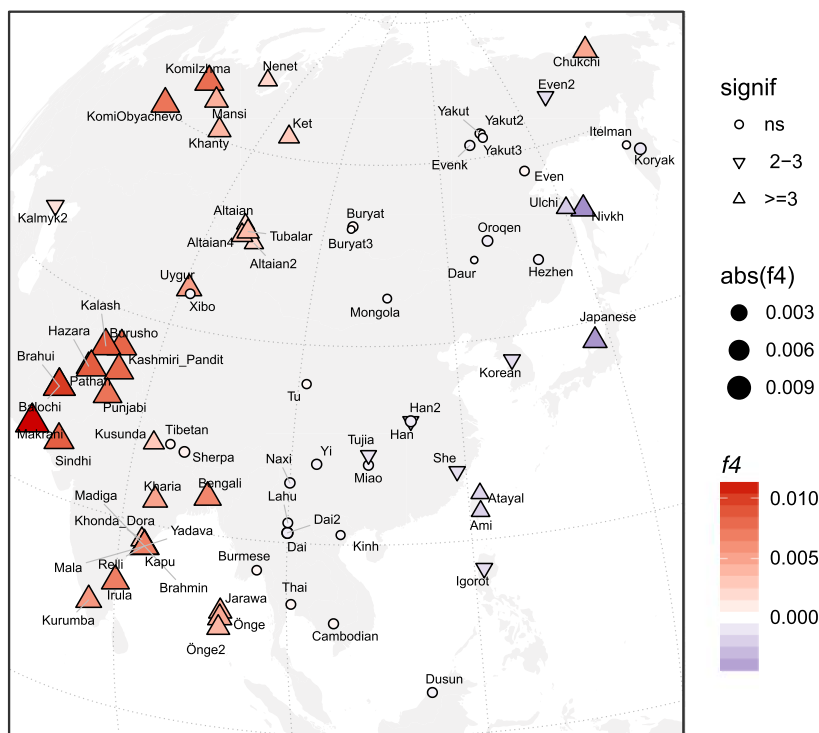 Chukchi
KomiIzhma
Nenet
Even2
KomiObyachevo
Mansi
Khanty
Ket
Yakut
Yakut2
Yakut3
Evenk
Itelman
Koryak
Even
Kalmyk2
Altaian
Tubalar
Altaian4
Altaian2
Buryat
Buryat3
Ulchi
Nivkh
Oroqen
Daur
Hezhen
Uygur
Xibo
Mongola
Kalash
Hazara
Borusho
Japanese
Brahui
Kashmiri_Pandit
Pathan
Korean
Balochi
Punjabi
Tu
Makrani
Sindhi
Kusunda
Tibetan
Sherpa
Han2
Han
Tujia
Miao
Yi
Naxi
Lahu
She
Atayal
Ami
Madiga
Kharia
Bengali
Khonda_Dora
Yadava
Dai2
Dai
Kinh
Mala
Relli
Kapu
Burmese
Igorot
Irula
Brahmin
Kurumba
Jarawa
Önge
Önge2
Thai
Cambodian
Dusun
signif
ns
2−3
>=3
abs(f4)
0.003
0.006
0.009
f4
0.010
0.005
0.000